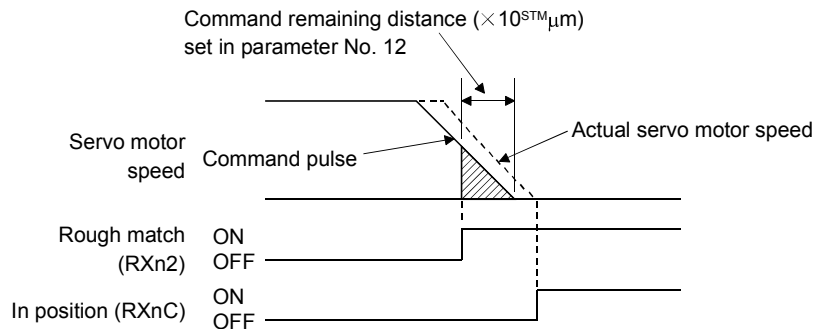 Command remaining distance (×10ˢᵀᴹμm)
set in parameter No. 12
Actual servo motor speed
Servo motor
speed
Command pulse
Rough match
(RXn2)
ON
OFF
In position (RXnC)
ON
OFF